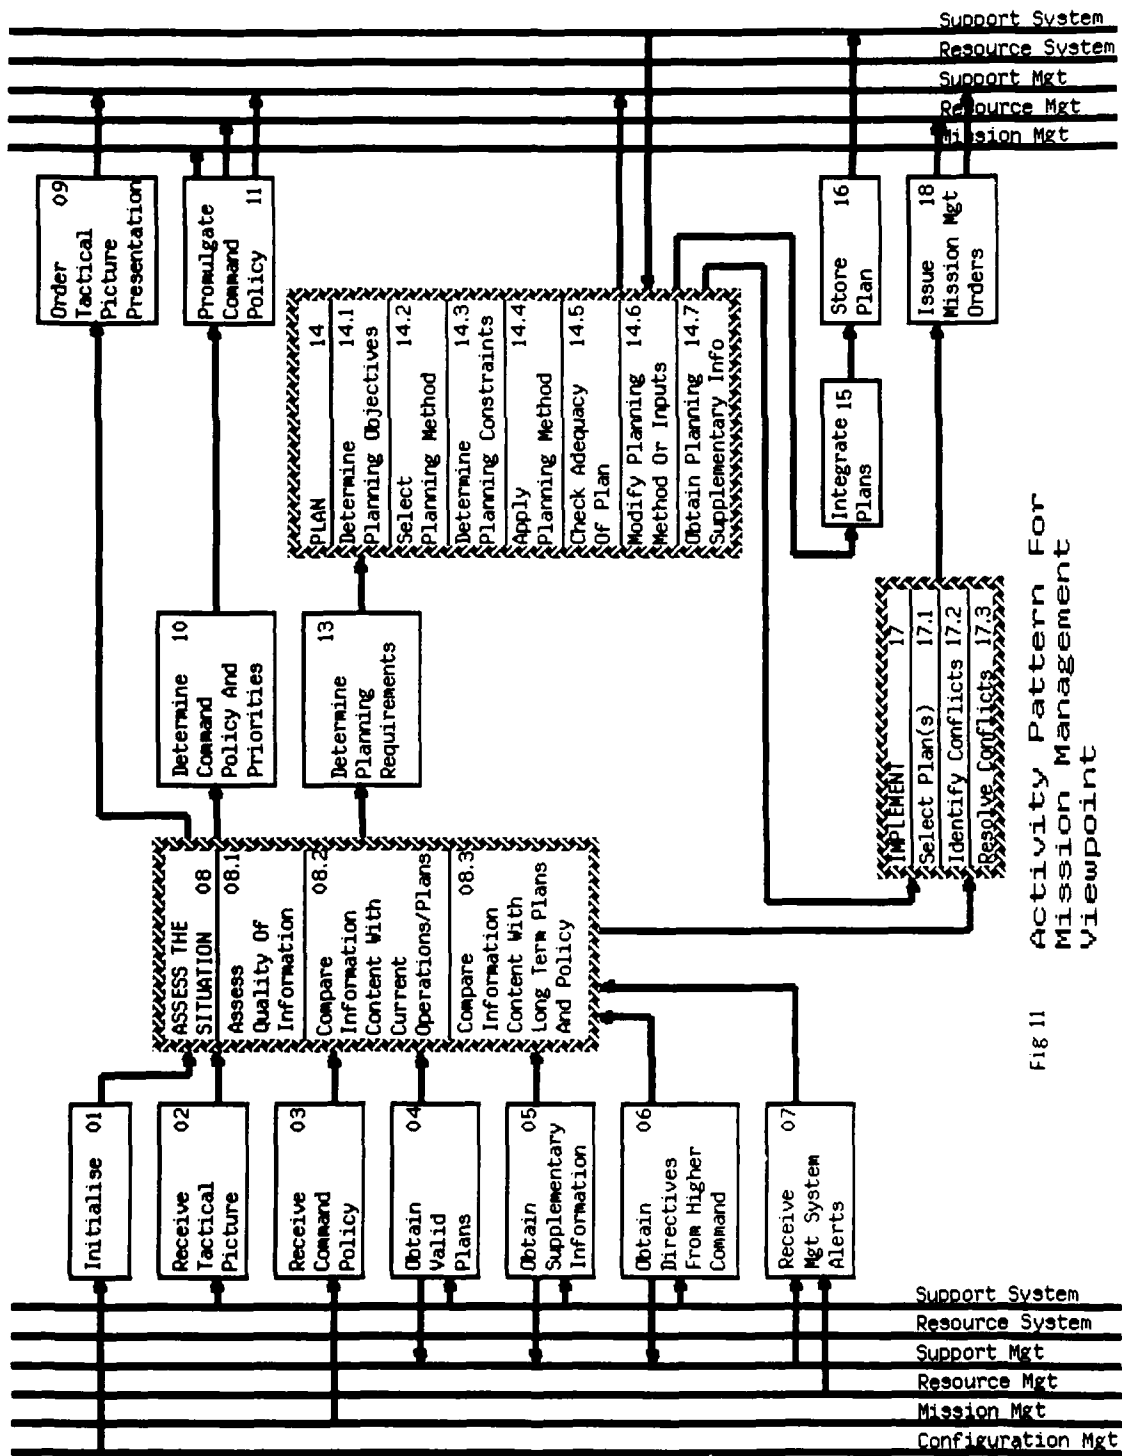 Support System
Resource System
Support Mgt
Resource Mgt
Mission Mgt
Order 09
Tactical
Picture
Presentation
Promulgate
Command
Policy 11
PLAN 14
Determine 14.1
Planning Objectives
Select 14.2
Planning Method
Determine 14.3
Planning Constraints
Apply 14.4
Planning Method
Check Adequacy 14.5
Of Plan
Modify Planning 14.6
Method Or Inputs
Obtain Planning 14.7
Supplementary Info
Store 16
Plan
Issue 18
Mission Mgt
Orders
Integrate 15
Plans
Determine 10
Command
Policy And
Priorities
Determine 13
Planning
Requirements
IMPLEMENT 17
Select Plan(s) 17.1
Identify Conflicts 17.2
Resolve Conflicts 17.3
ASSESS THE
SITUATION 08
Assess 08.1
Quality Of
Information
Compare 08.2
Information
Content With
Current
Operations/Plans
Compare 08.3
Information
Content With
Long Term Plans
And Policy
Initialise 01
Receive 02
Tactical
Picture
Receive 03
Command
Policy
Obtain 04
Valid
Plans
Obtain 05
Supplementary
Information
Obtain 06
Directives
From Higher
Command
Receive 07
Mgt System
Alerts
Support System
Resource System
Support Mgt
Resource Mgt
Mission Mgt
Configuration Mgt
Fig 11 Activity Pattern For
Mission Management
Viewpoint